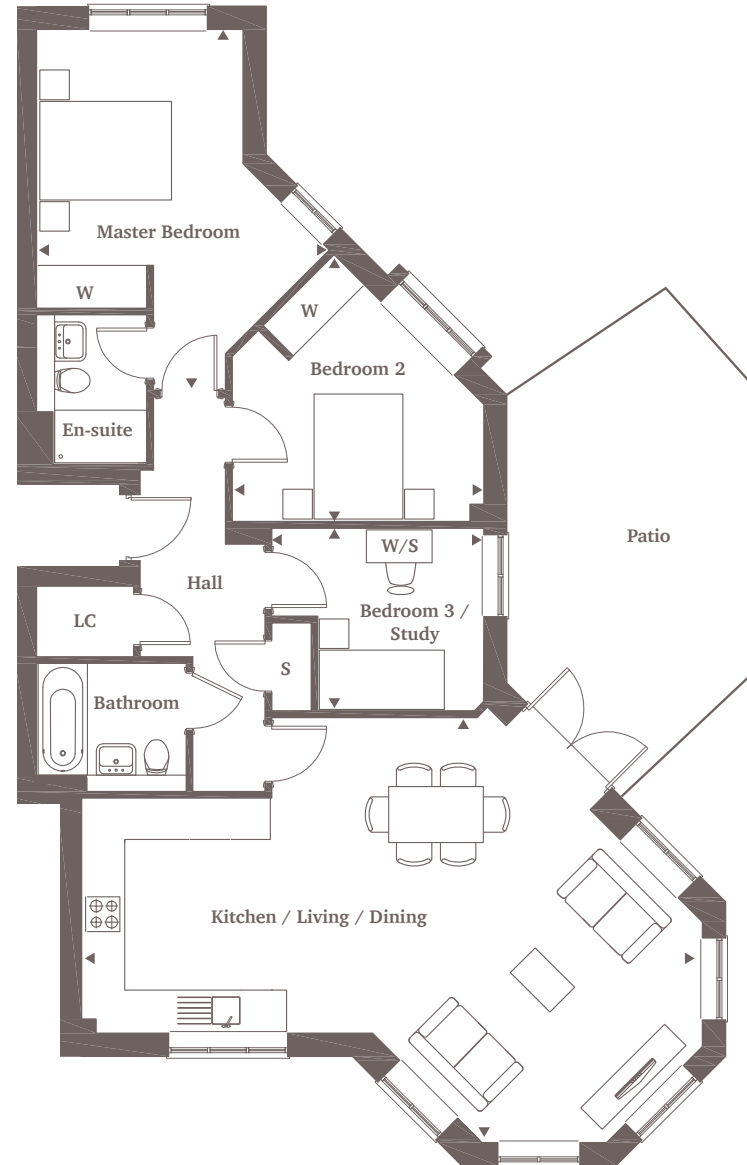 Master Bedroom
W
W
Bedroom 2
En-suite
W/S
Patio
Hall
Bedroom 3 /
Study
LC
S
Bathroom
Kitchen / Living / Dining